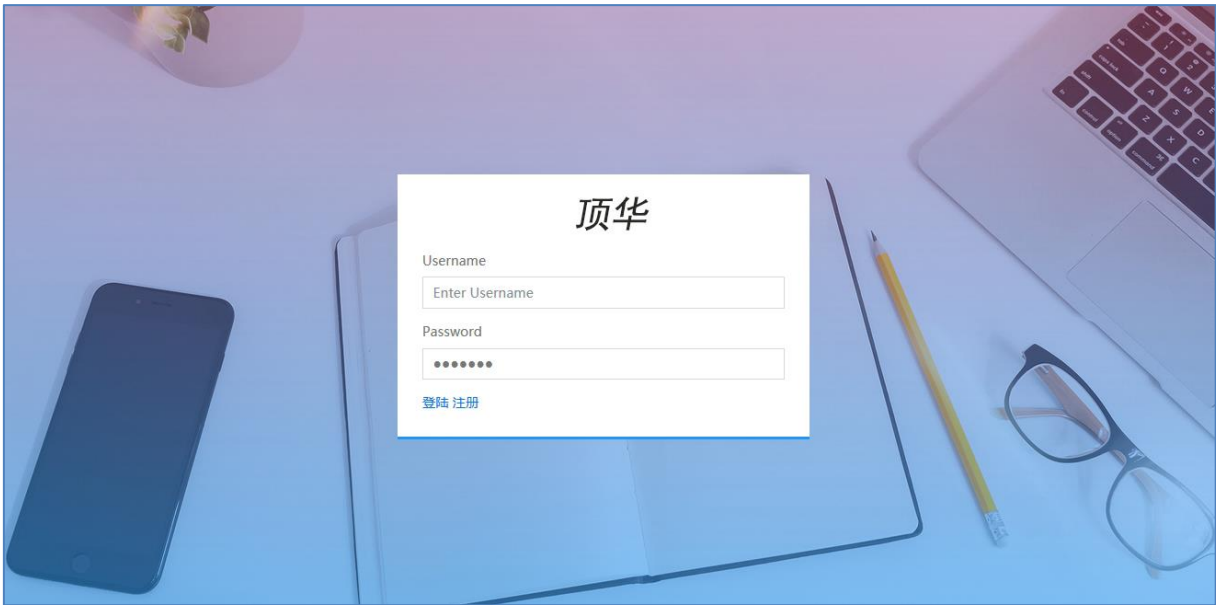 顶华
Username
Enter Username
Password
•••••••
登陆 注册